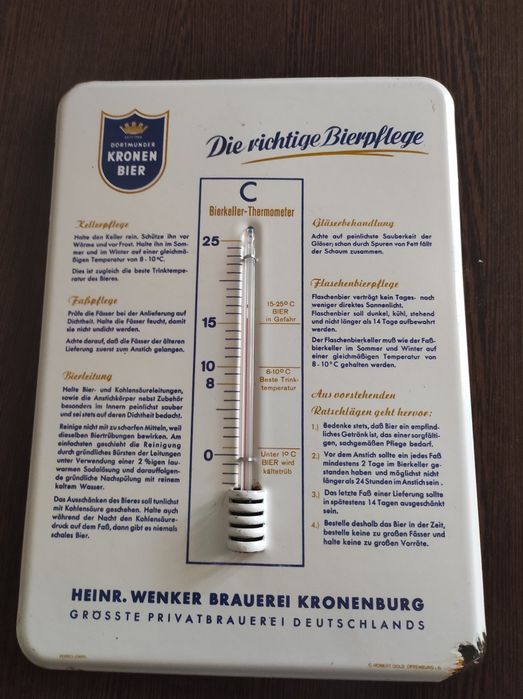 DORTMUNDER
KRONEN
BIER
Die richtige Bierpflege
Kellerpflege
Halte den Keller rein. Schütze ihn vor
Wärme und vor Frost. Halte ihn im Som-
mer und im Winter auf einer gleichmä-
ßigen Temperatur von 8 - 10°C.
Dies ist zugleich die beste Trinktempe-
ratur des Bieres.
Faßpflege
Prüfe die Fässer bei der Anlieferung auf
Dichtheit. Halte die Fässer feucht, damit
sie nicht undicht werden.
Achte darauf, daß die Fässer der älteren
Lieferung zuerst zum Anstich gelangen.
Bierleitung
Halte Bier- und Kohlensäureleitungen,
sowie die Anstichkörper nebst Zubehör
besonders im Innern peinlichst sauber
und sei stets auf deren Dichtheit bedacht.
Reinige nicht mit zu scharfen Mitteln, weil
dieselben Biertrübungen bewirken. Am
einfachsten geschieht die Reinigung
durch gründliches Bürsten der Leitungen
unter Verwendung einer 2 %igen lau-
warmen Sodalösung und darauffolgen-
de gründliche Nachspülung mit reinem
kaltem Wasser.
Das Ausschänken des Bieres soll tunlichst
mit Kohlensäure geschehen. Halte auch
während der Nacht den Kohlensäure-
druck auf dem Faß, dann gibt es niemals
schales Bier.
C
Bierkeller-Thermometer
25
15
10
8
0
15-25° C
BIER
in Gefahr
8-10° C
Beste Trink-
temperatur
Unter 1° C
BIER wird
kältetrüb
Gläserbehandlung
Achte auf peinlichste Sauberkeit der
Gläser; schon durch Spuren von Fett fällt
der Schaum zusammen.
Flaschenbierpflege
Flaschenbier verträgt kein Tages- noch
weniger direktes Sonnenlicht.
Flaschenbier soll dunkel, kühl, stehend
und nicht länger als 14 Tage aufbewahrt
werden.
Der Flaschenbierkeller muß wie der Faß-
bierkeller im Sommer und Winter auf
einer gleichmäßigen Temperatur von
8 - 10° C gehalten werden.
Aus vorstehenden
Ratschlägen geht hervor:
1.) Bedenke stets, daß Bier ein empfind-
liches Getränk ist, das einer sorgfälti-
gen, sachgemäßen Pflege bedarf.
2.) Vor dem Anstich sollte ein jedes Faß
mindestens 2 Tage im Bierkeller ge-
standen haben und möglichst nicht
länger als 24 Stunden im Anstich sein.
3.) Das letzte Faß einer Lieferung sollte
in spätestens 14 Tagen ausgeschänkt
sein.
4.) Bestelle deshalb das Bier in der Zeit,
bestelle keine zu großen Fässer und
halte keine zu großen Vorräte.
HEINR. WENKER BRAUEREI KRONENBURG
GRÖSSTE PRIVATBRAUEREI DEUTSCHLANDS